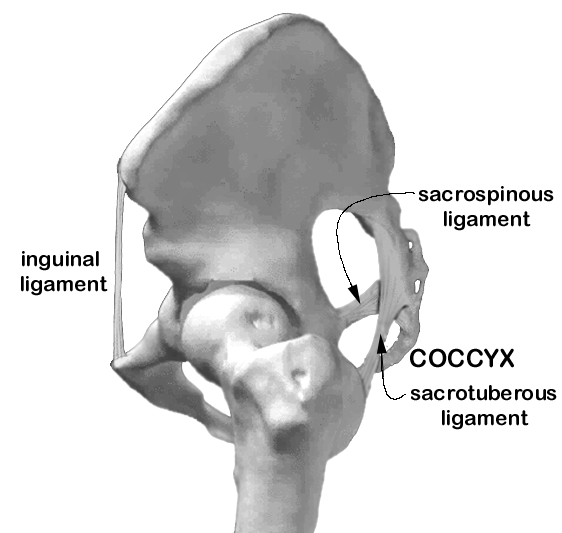 sacrospinous
ligament
inguinal
ligament
COCCYX
sacrotuberous
ligament